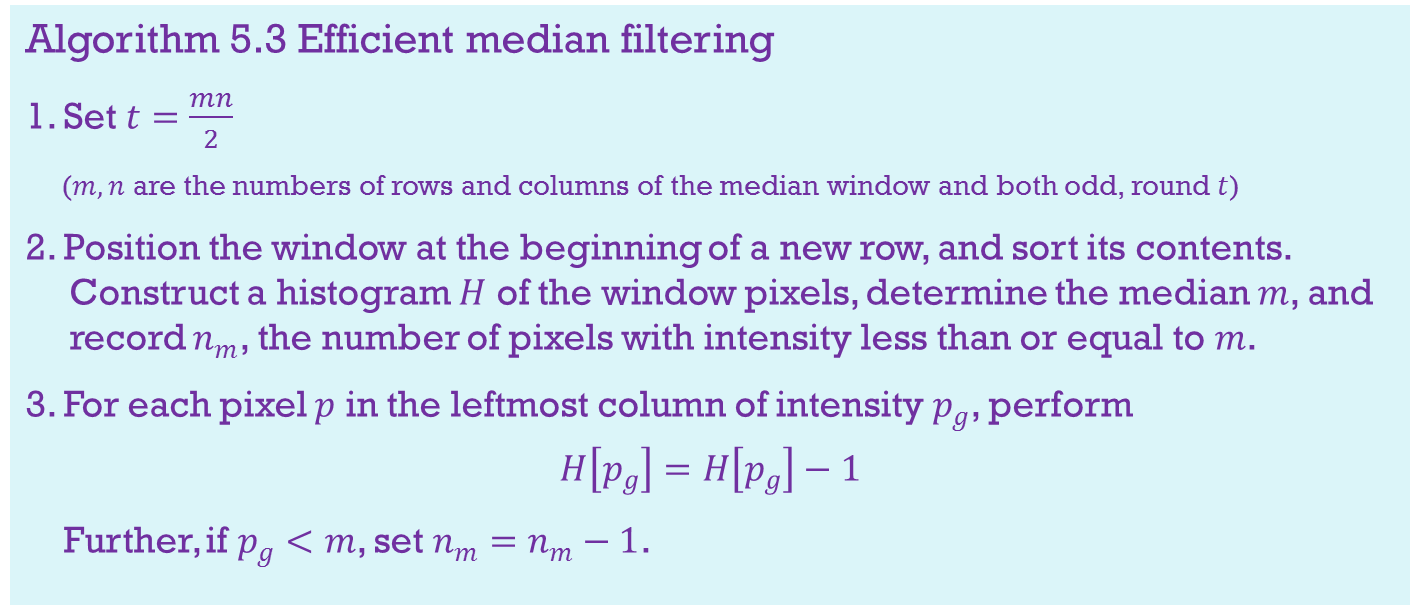 Algorithm 5.3 Efficient median filtering
1. Set t = mn/2
(m, n are the numbers of rows and columns of the median window and both odd, round t)
2. Position the window at the beginning of a new row, and sort its contents.
Construct a histogram H of the window pixels, determine the median m, and
record n_m, the number of pixels with intensity less than or equal to m.
3. For each pixel p in the leftmost column of intensity p_g, perform
H[p_g] = H[p_g] − 1
Further, if p_g < m, set n_m = n_m − 1.